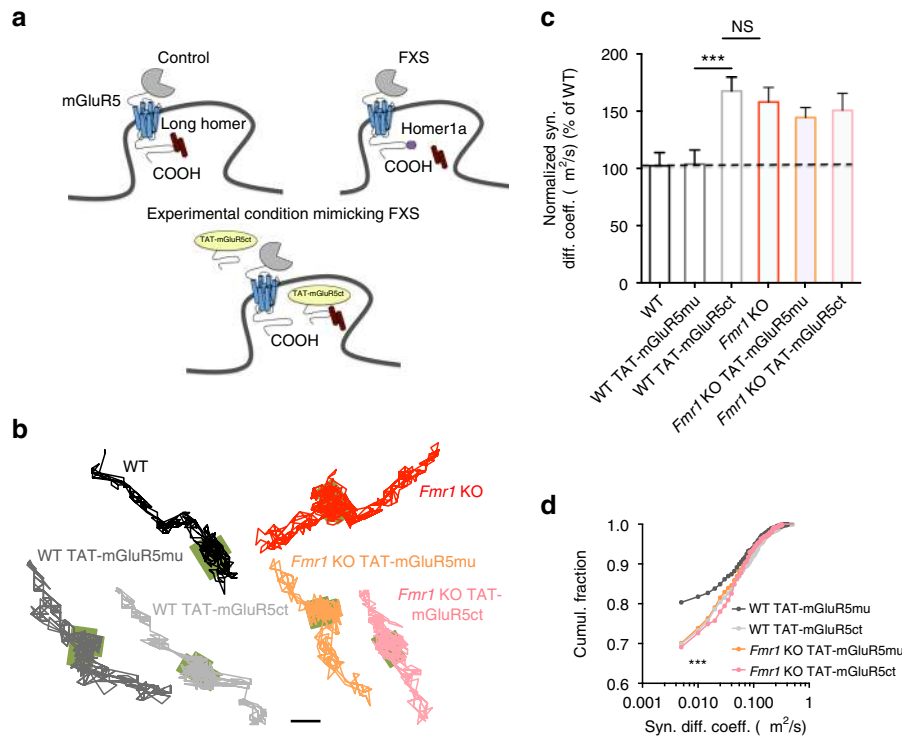 a
Control
FXS
mGluR5
Long homer
COOH
Homer1a
COOH
Experimental condition mimicking FXS
TAT-mGluR5ct
TAT-mGluR5ct
COOH
b
WT
Fmr1 KO
WT TAT-mGluR5mu
WT TAT-mGluR5ct
Fmr1 KO TAT-mGluR5mu
Fmr1 KO TAT-
mGluR5ct
c
NS
***
Normalized syn.
diff. coeff. ( m²/s) (% of WT)
200
150
100
50
0
WT
WT TAT-mGluR5mu
WT TAT-mGluR5ct
Fmr1 KO
Fmr1 KO TAT-mGluR5mu
Fmr1 KO TAT-mGluR5ct
d
Cumul. fraction
1.0
0.9
0.8
0.7
0.6
WT TAT-mGluR5mu
WT TAT-mGluR5ct
Fmr1 KO TAT-mGluR5mu
Fmr1 KO TAT-mGluR5ct
***
0.001
0.010
0.100
1
Syn. diff. coeff. ( m²/s)